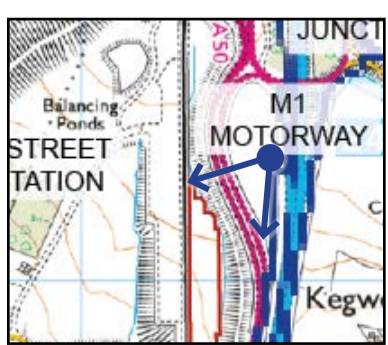 JUNCT
A50
Balancing
Ponds
M1
MOTORWAY
STREET
TATION
Kegw